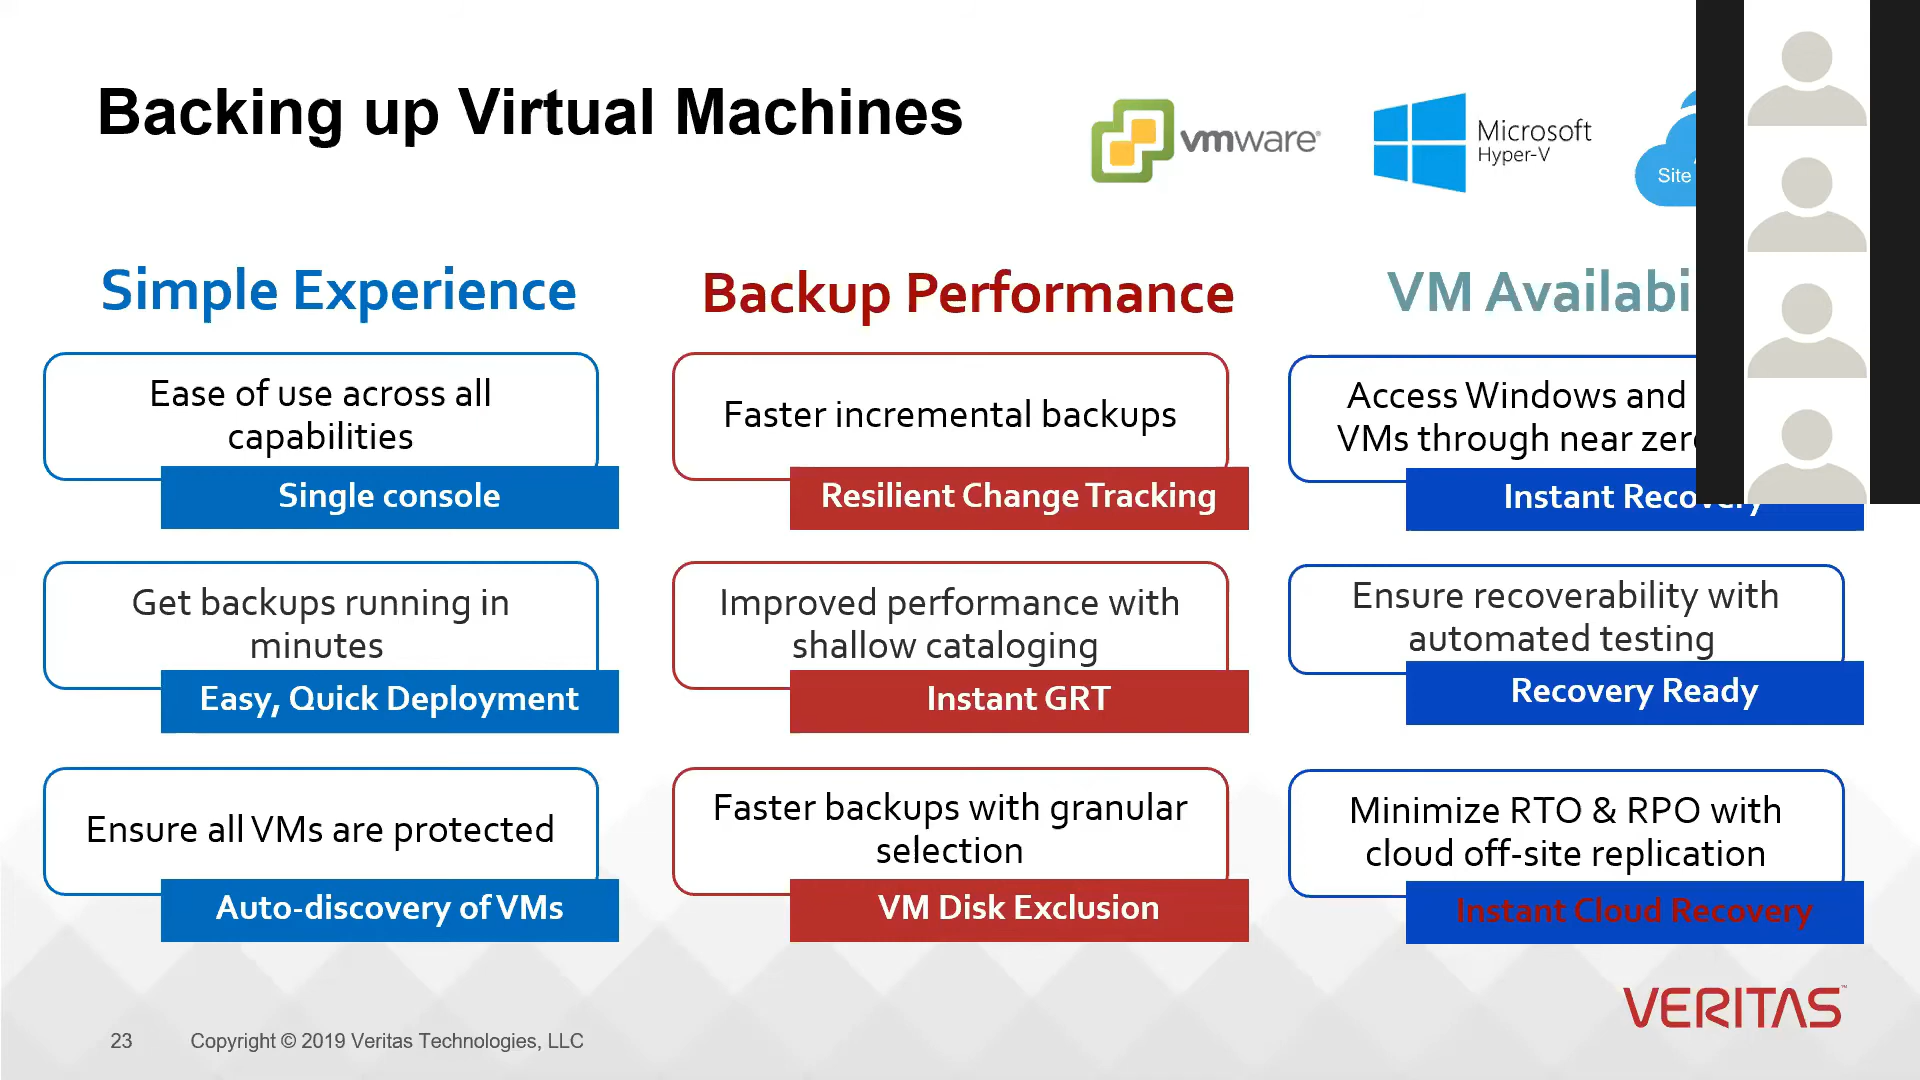 Backing up Virtual Machines
vmware
Microsoft
Hyper-V
Site
Simple Experience
Ease of use across all
capabilities
Single console
Get backups running in
minutes
Easy, Quick Deployment
Ensure all VMs are protected
Auto-discovery of VMs
Backup Performance
Faster incremental backups
Resilient Change Tracking
Improved performance with
shallow cataloging
Instant GRT
Faster backups with granular
selection
VM Disk Exclusion
VM Availabi
Access Windows and
VMs through near zero
Instant Recovery
Ensure recoverability with
automated testing
Recovery Ready
Minimize RTO & RPO with
cloud off-site replication
Instant Cloud Recovery
VERITAS™
23 Copyright © 2019 Veritas Technologies, LLC